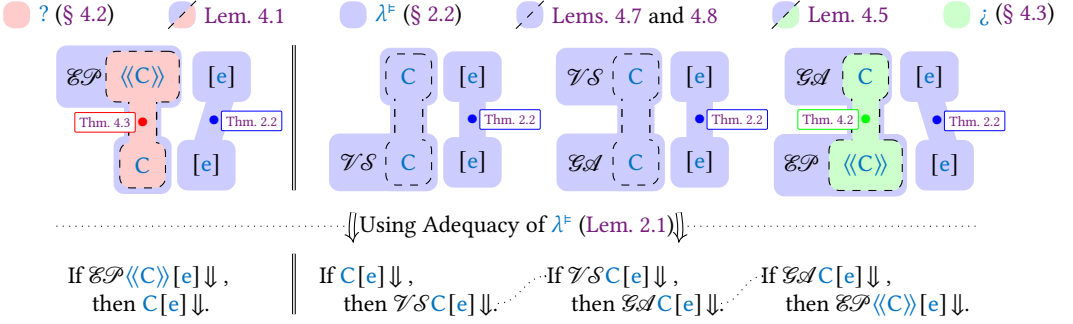 ? (§ 4.2) Lem. 4.1 λ⊧ (§ 2.2) Lems. 4.7 and 4.8 Lem. 4.5 ¿ (§ 4.3)
ℰ𝒫 ⟪C⟫ [e] C [e] 𝒱𝒮 C [e] 𝒢𝒜 C [e]
Thm. 4.3 Thm. 2.2 Thm. 2.2 Thm. 2.2 Thm. 4.2 Thm. 2.2
C [e] 𝒱𝒮 C [e] 𝒢𝒜 C [e] ℰ𝒫 ⟪C⟫ [e]
⇓Using Adequacy of λ⊧ (Lem. 2.1)⇓
If ℰ𝒫⟪C⟫[e]⇓, If C[e]⇓, If 𝒱𝒮C[e]⇓, If 𝒢𝒜C[e]⇓,
then C[e]⇓. then 𝒱𝒮C[e]⇓. then 𝒢𝒜C[e]⇓. then ℰ𝒫⟪C⟫[e]⇓.